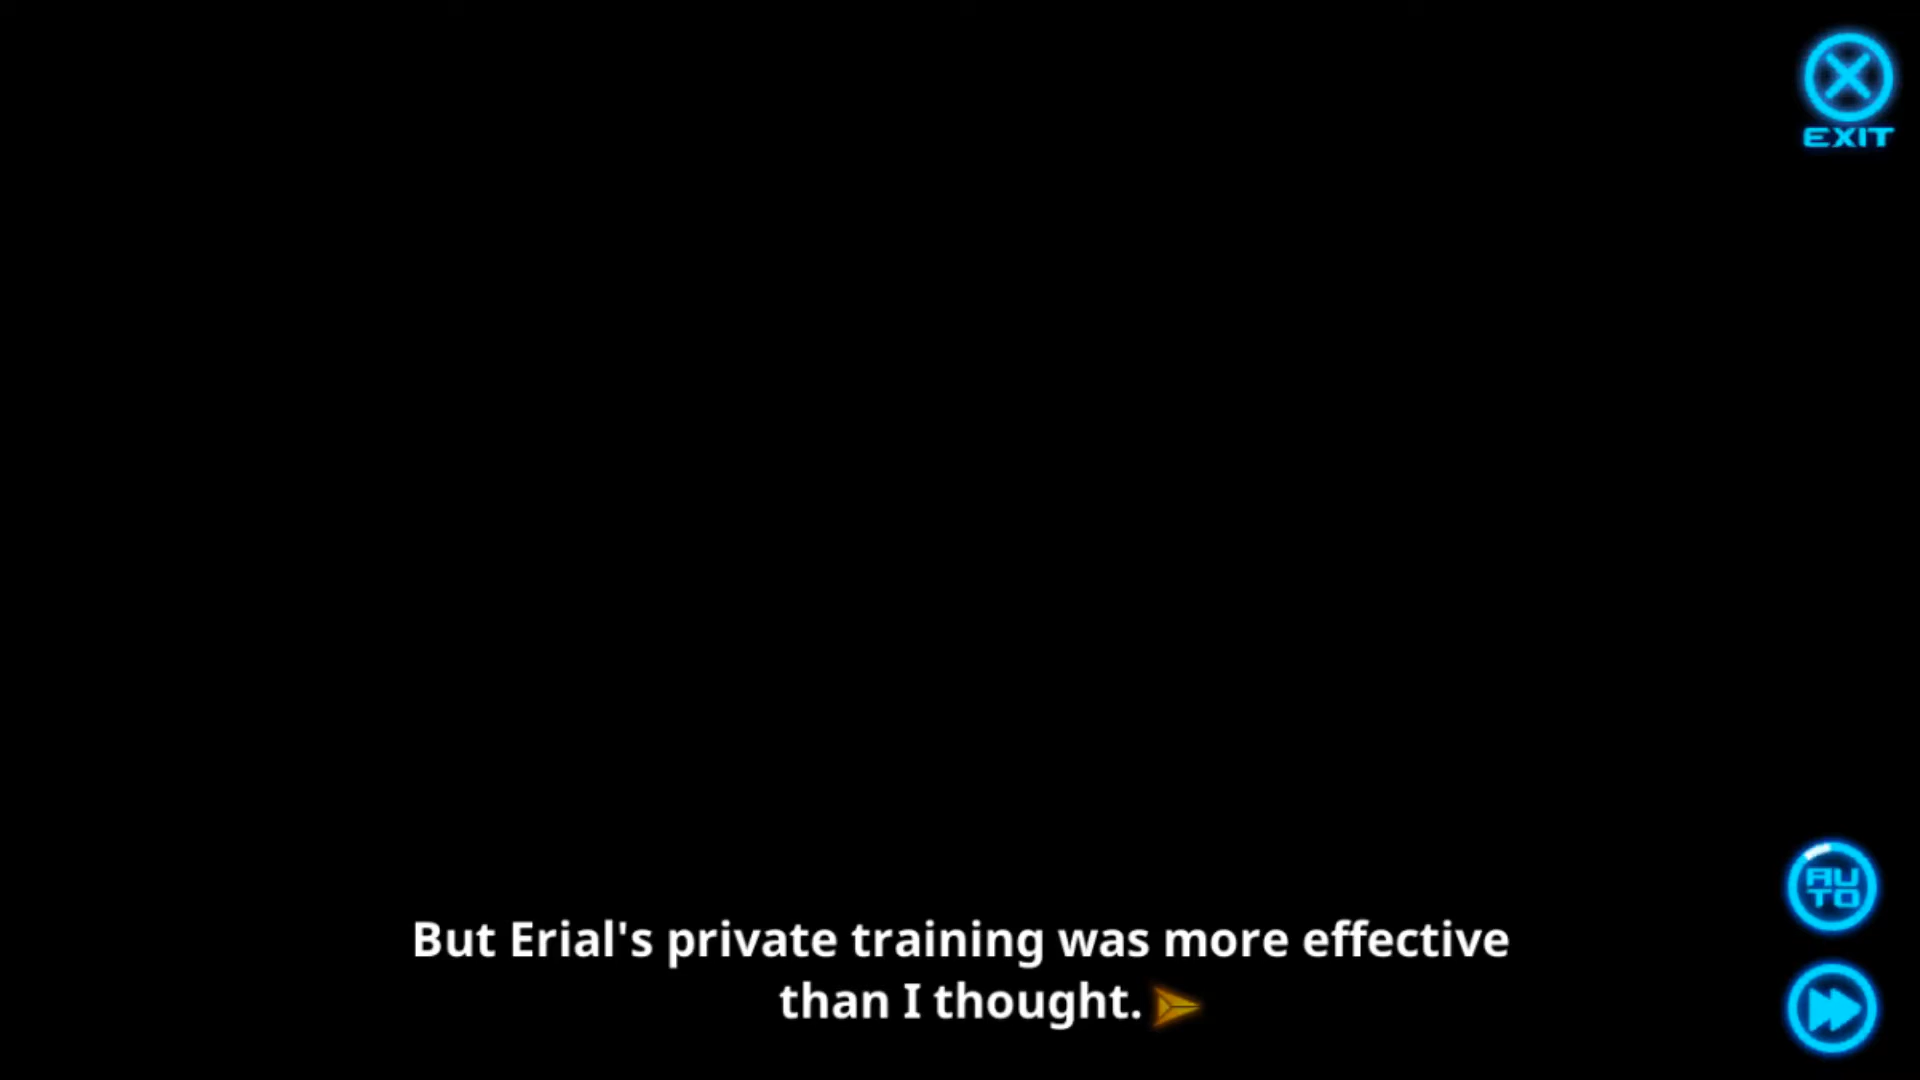 EXIT
AU
TO
But Erial's private training was more effective
than I thought.